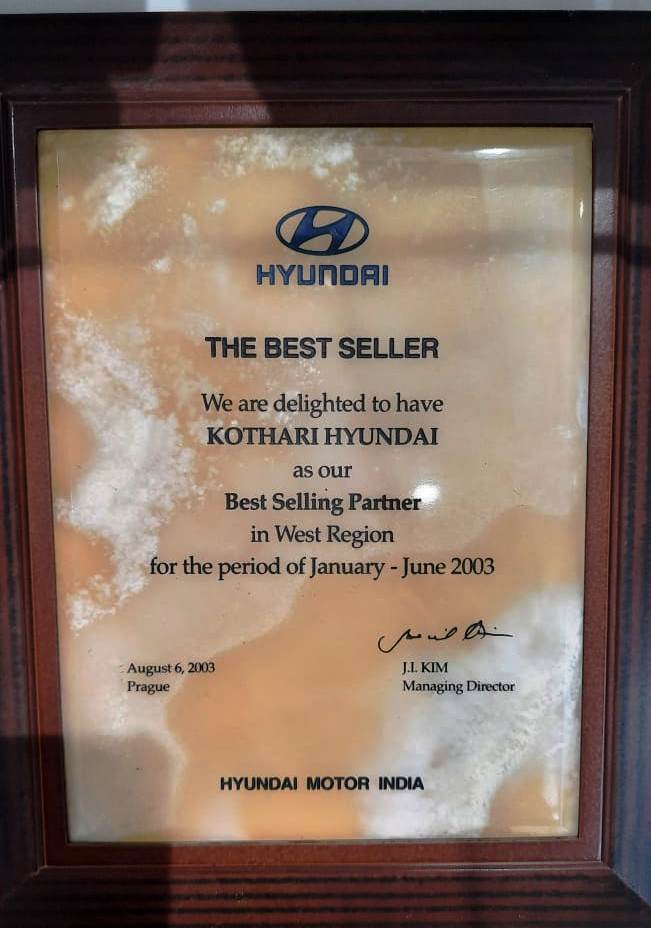 HYUNDAI
THE BEST SELLER
We are delighted to have
KOTHARI HYUNDAI
as our
Best Selling Partner
in West Region
for the period of January - June 2003
August 6, 2003
Prague
J.I. KIM
Managing Director
HYUNDAI MOTOR INDIA